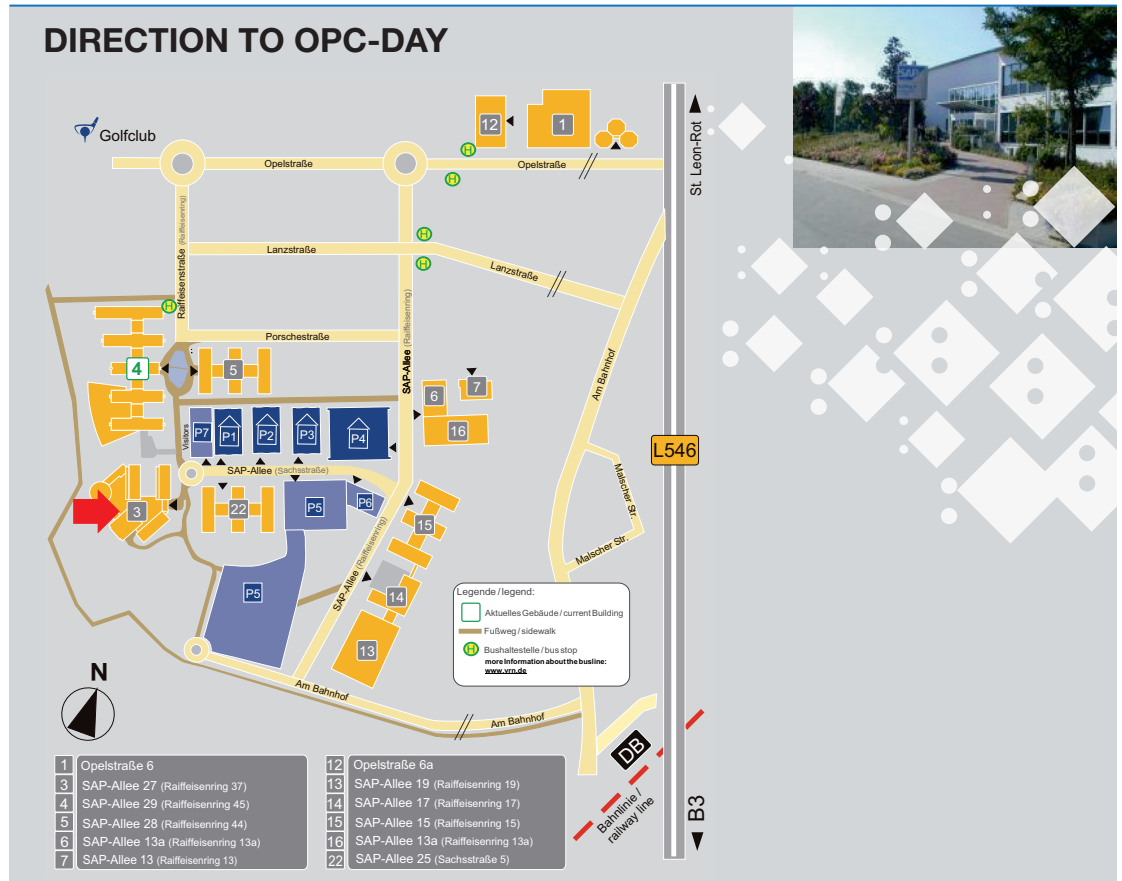 DIRECTION TO OPC-DAY
SAP
Golfclub
12
1
St. Leon-Rot
H
Opelstraße
Opelstraße
H
Raiffeisenstraße (Raiffeisenring)
H
Lanzstraße
H
Lanzstraße
H
SAP-Allee (Raiffeisenring)
Porschestraße
Am Bahnhof
4
5
7
6
16
Visitors
P7
P1
P2
P3
P4
L546
SAP-Allee (Sachsstraße)
Malscher Str.
3
22
P5
P6
15
Malscher Str.
SAP-Allee (Raiffeisenring)
P5
14
13
Legende / legend:
Aktuelles Gebäude / current Building
Fußweg / sidewalk
H
Bushaltestelle / bus stop
more Information about the busline:
www.vrn.de
N
Am Bahnhof
Am Bahnhof
DB
Bahnlinie /
railway line
B3
1 Opelstraße 6
3 SAP-Allee 27 (Raiffeisenring 37)
4 SAP-Allee 29 (Raiffeisenring 45)
5 SAP-Allee 28 (Raiffeisenring 44)
6 SAP-Allee 13a (Raiffeisenring 13a)
7 SAP-Allee 13 (Raiffeisenring 13)
12 Opelstraße 6a
13 SAP-Allee 19 (Raiffeisenring 19)
14 SAP-Allee 17 (Raiffeisenring 17)
15 SAP-Allee 15 (Raiffeisenring 15)
16 SAP-Allee 13a (Raiffeisenring 13a)
22 SAP-Allee 25 (Sachsstraße 5)